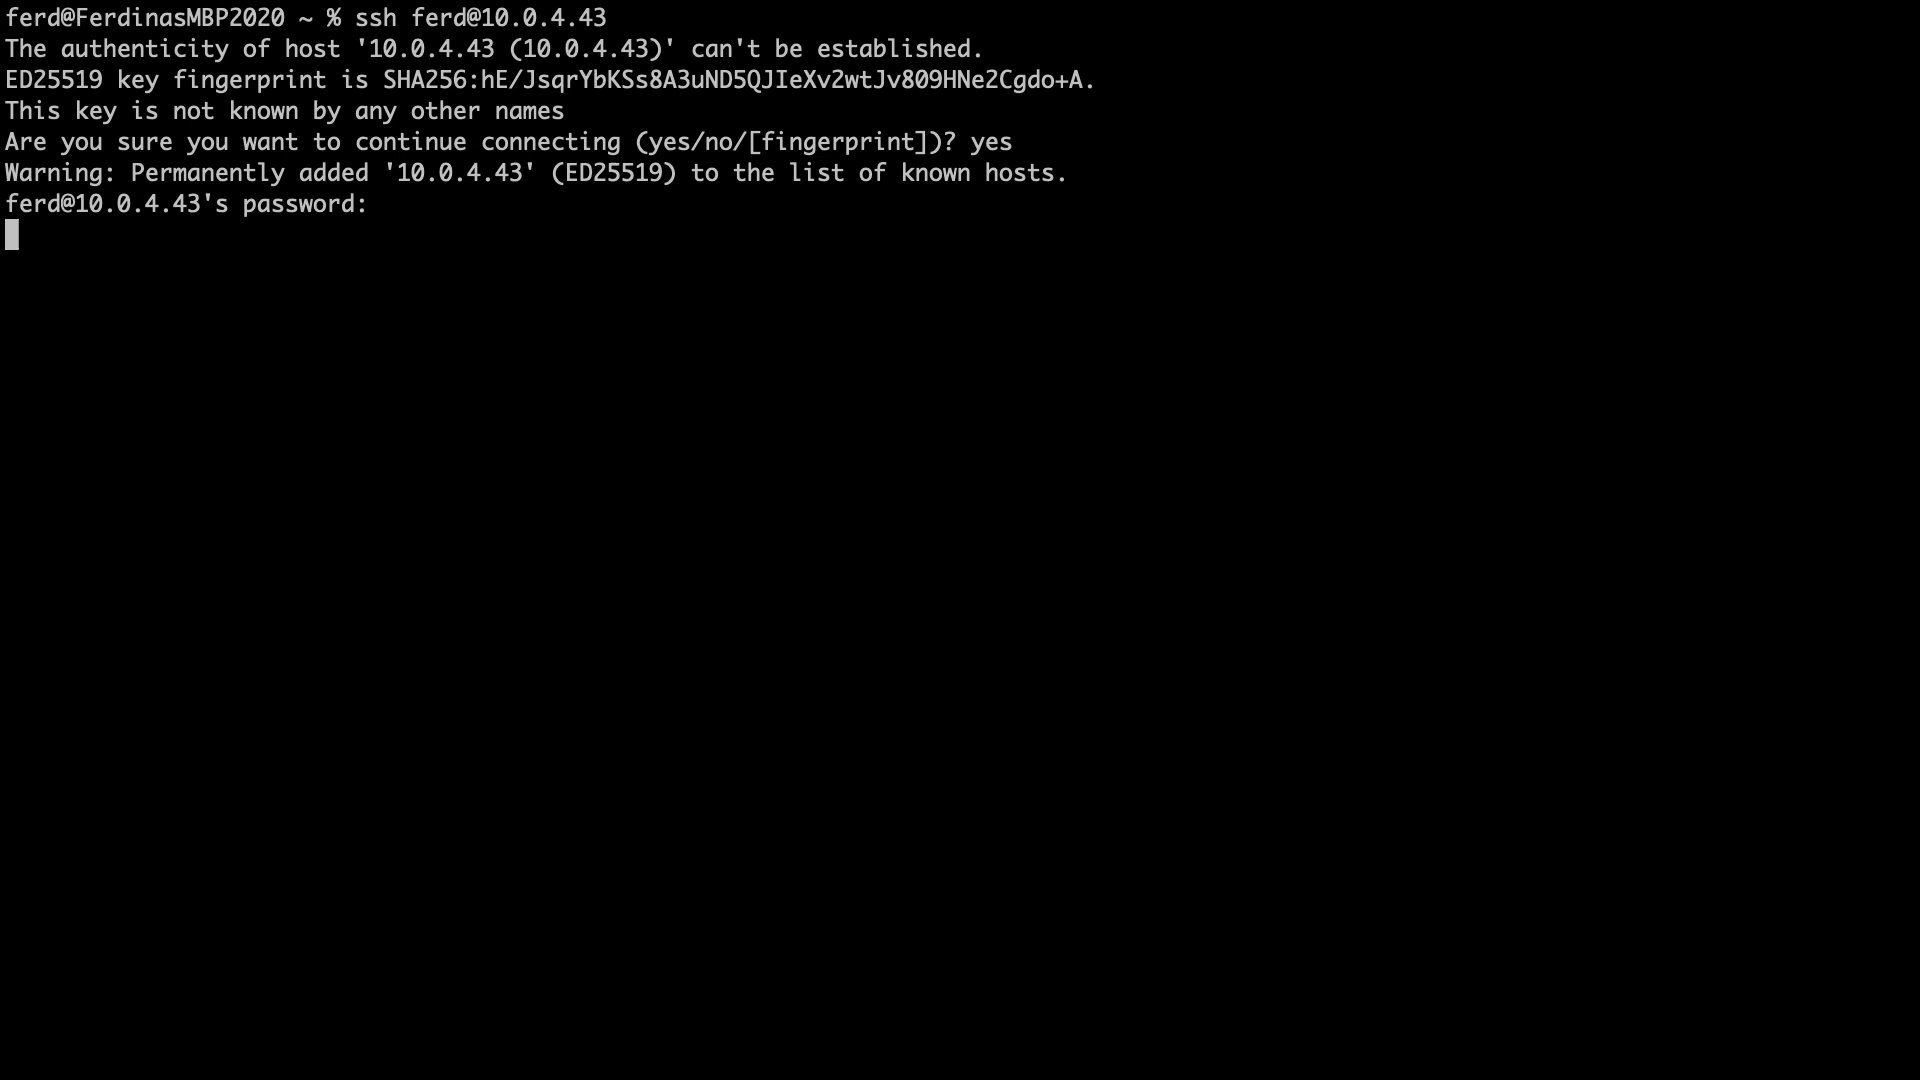 ferd@FerdinasMBP2020 ~ % ssh ferd@10.0.4.43
The authenticity of host '10.0.4.43 (10.0.4.43)' can't be established.
ED25519 key fingerprint is SHA256:hE/JsqrYbKSs8A3uND5QJIeXv2wtJv809HNe2Cgdo+A.
This key is not known by any other names
Are you sure you want to continue connecting (yes/no/[fingerprint])? yes
Warning: Permanently added '10.0.4.43' (ED25519) to the list of known hosts.
ferd@10.0.4.43's password: